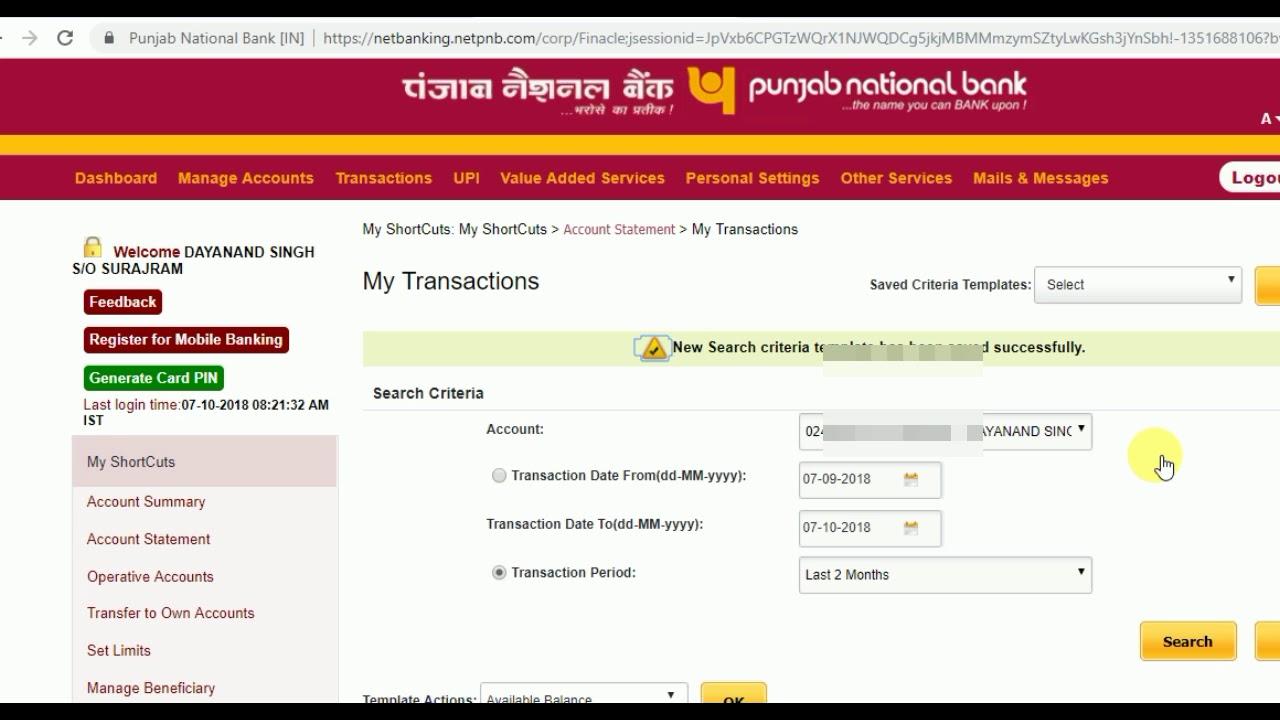 Punjab National Bank [IN] | https://netbanking.netpnb.com/corp/Finacle;jsessionid=JpVxb6CPGTzWQrX1NJWQDCg5jkjMBMMmzymSZtyLwKGsh3jYnSbh!-1351688106?b
पंजाब नैशनल बैंक punjab national bank
...भरोसे का प्रतीक ! ...the name you can BANK upon !
A
Dashboard Manage Accounts Transactions UPI Value Added Services Personal Settings Other Services Mails & Messages Logou
My ShortCuts: My ShortCuts > Account Statement > My Transactions
Welcome DAYANAND SINGH
S/O SURAJRAM
My Transactions
Saved Criteria Templates: Select
Feedback
Register for Mobile Banking
New Search criteria successfully.
Generate Card PIN
Search Criteria
Last login time:07-10-2018 08:21:32 AM
IST
Account: 024 AYANAND SINC
My ShortCuts
Transaction Date From(dd-MM-yyyy): 07-09-2018
Account Summary
Transaction Date To(dd-MM-yyyy): 07-10-2018
Account Statement
Transaction Period: Last 2 Months
Operative Accounts
Transfer to Own Accounts
Search
Set Limits
Manage Beneficiary
Template Actions: Available Balance OK